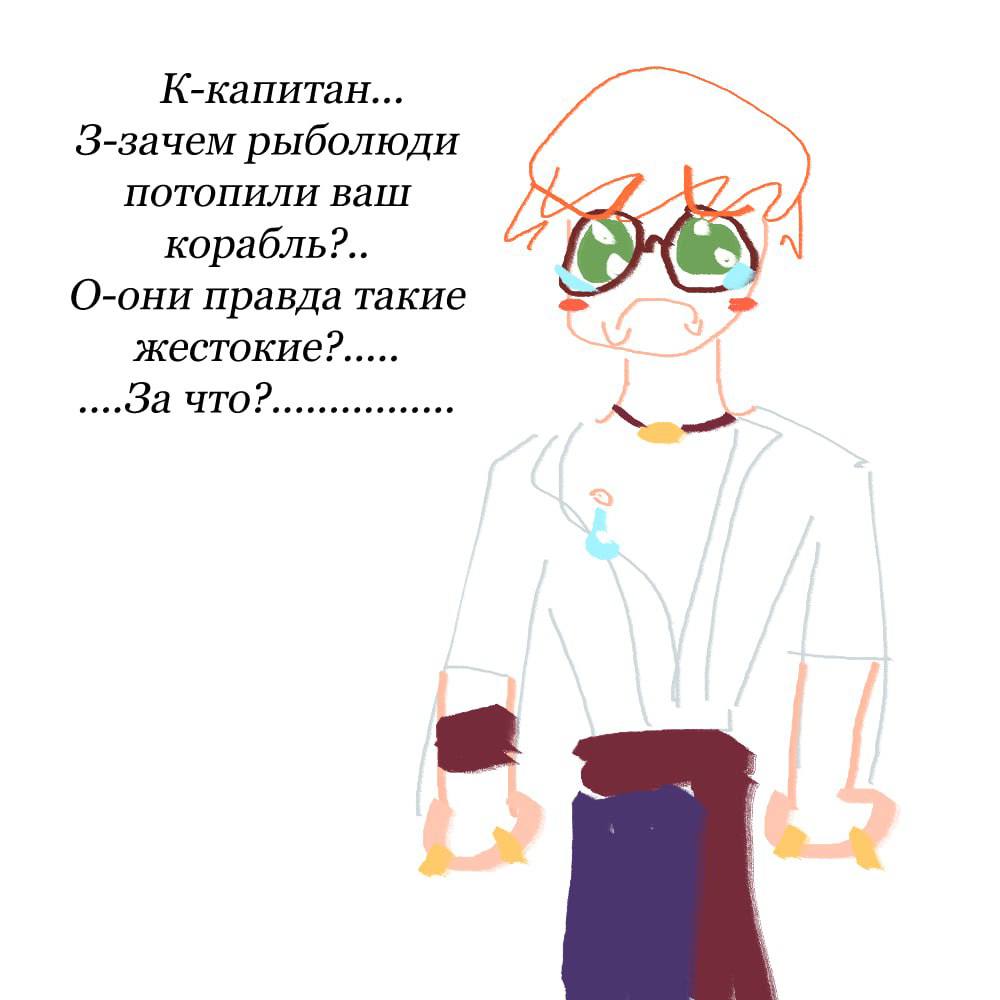 К-капитан...
З-зачем рыболюди
потопили ваш
корабль?..
О-они правда такие
жестокие?.....
....За что?................